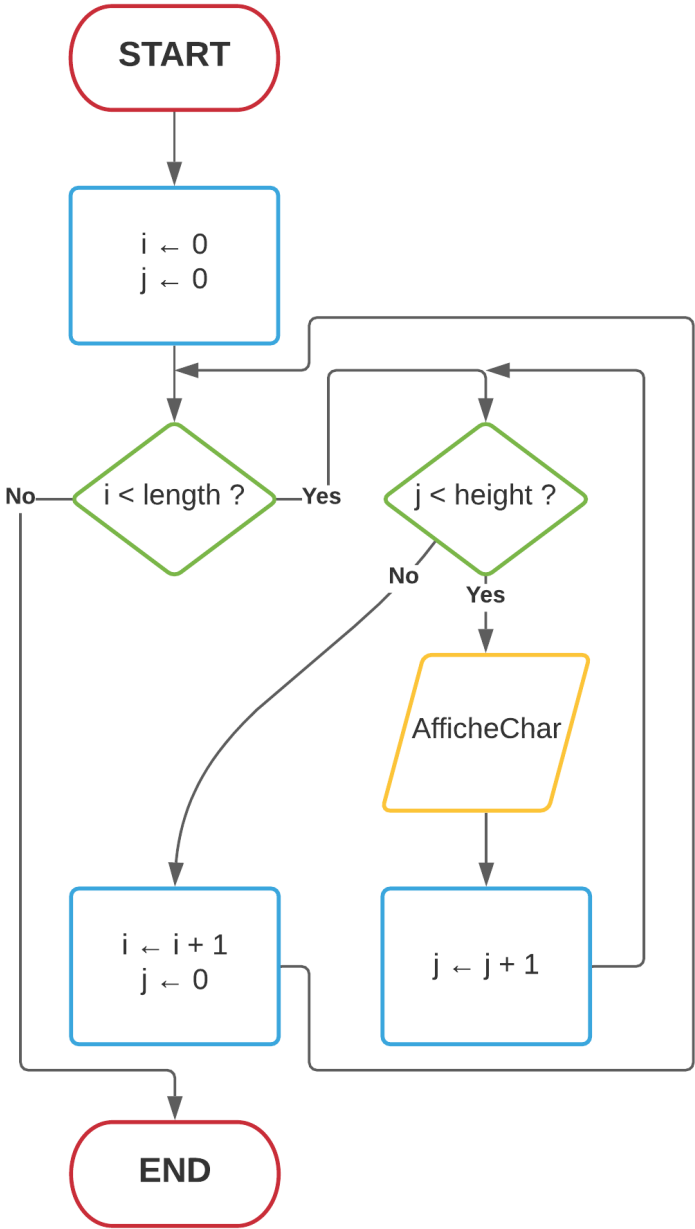 START
i ← 0
j ← 0
No
i < length ?
Yes
j < height ?
No
Yes
AfficheChar
i ← i + 1
j ← 0
j ← j + 1
END